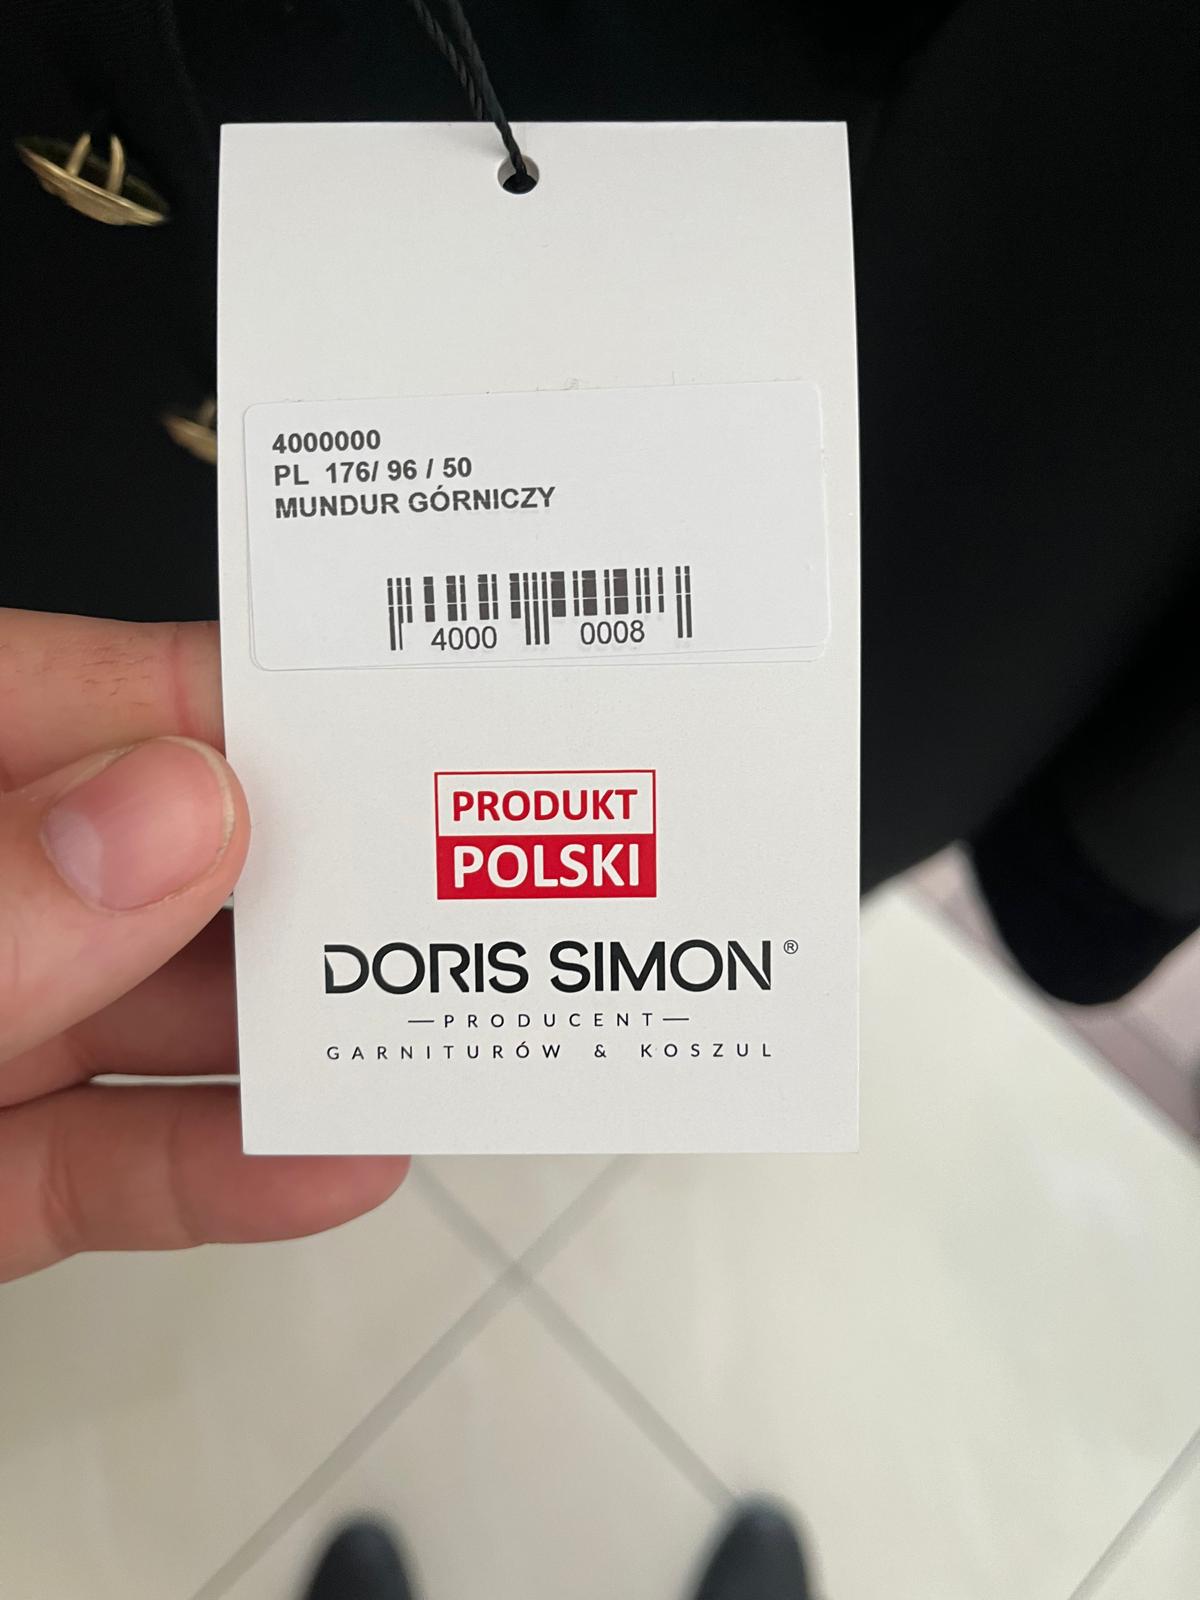 4000000
PL 176/ 96 / 50
MUNDUR GÓRNICZY
4000 0008
PRODUKT
POLSKI
DORIS SIMON®
—PRODUCENT—
GARNITURÓW & KOSZUL